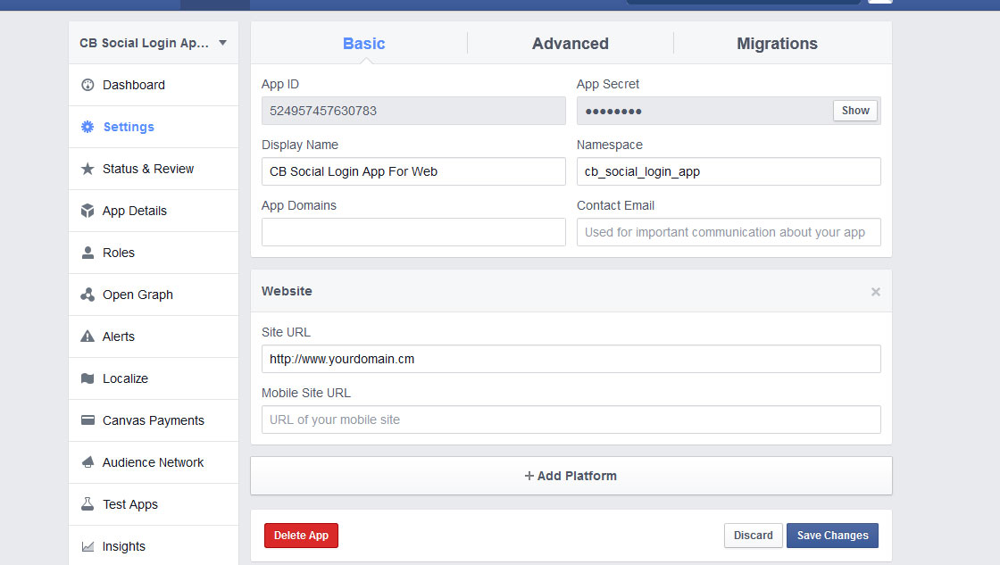 CB Social Login Ap...
Dashboard
Settings
Status & Review
App Details
Roles
Open Graph
Alerts
Localize
Canvas Payments
Audience Network
Test Apps
Insights
Basic
Advanced
Migrations
App ID
App Secret
524957457630783
••••••••
Show
Display Name
Namespace
CB Social Login App For Web
cb_social_login_app
App Domains
Contact Email
Used for important communication about your app
Website
×
Site URL
http://www.yourdomain.cm
Mobile Site URL
URL of your mobile site
+ Add Platform
Delete App
Discard
Save Changes